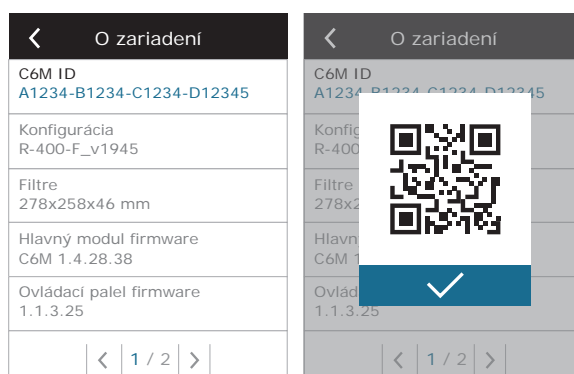 O zariadení
C6M ID
A1234-B1234-C1234-D12345
Konfigurácia
R-400-F_v1945
Filtre
278x258x46 mm
Hlavný modul firmware
C6M 1.4.28.38
Ovládací palel firmware
1.1.3.25
1 / 2
O zariadení
C6M ID
A1234-B1234-C1234-D12345
Konfig
R-400
Filtre
278x2
Hlavn
C6M 1
Ovlád
1.1.3.25
1 / 2